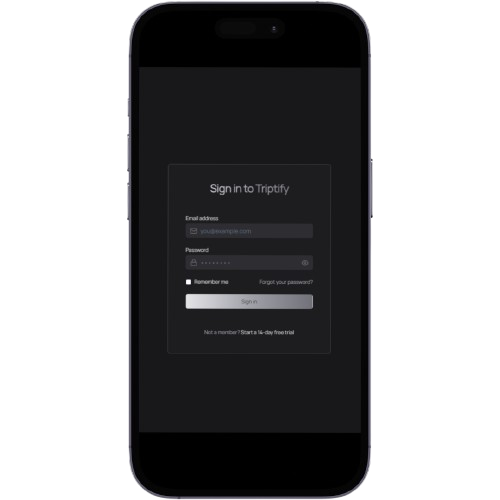 Sign in to Triptify
Email address
you@example.com
Password
Remember me
Forgot your password?
Sign in
Not a member? Start a 14-day free trial